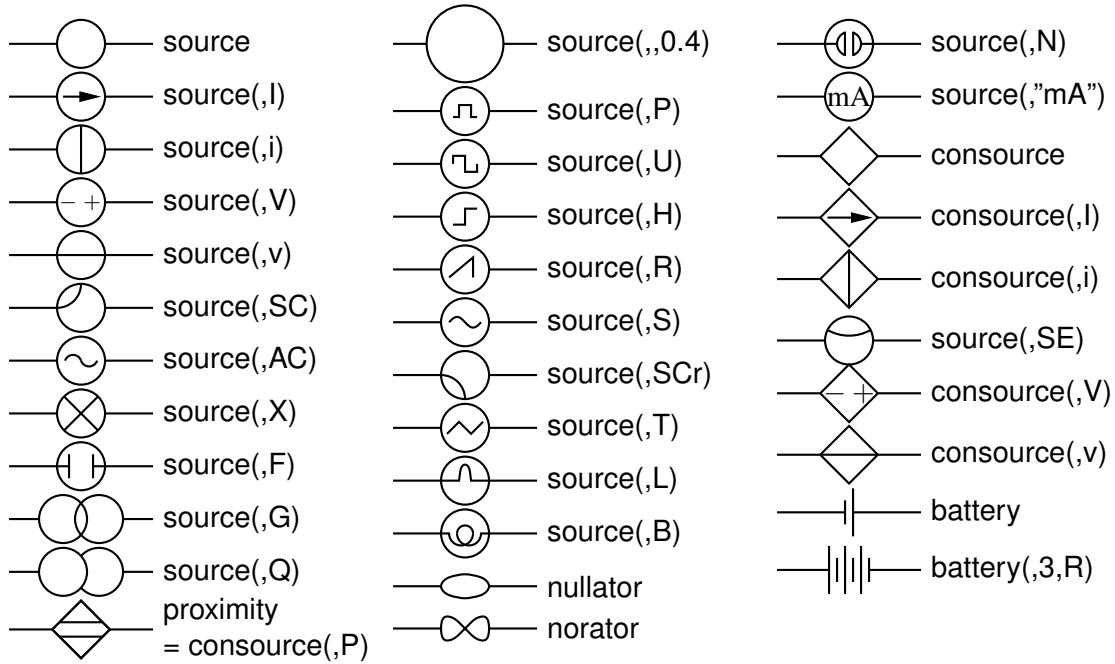 source
source(,I)
source(,i)
− + source(,V)
source(,v)
source(,SC)
source(,AC)
source(,X)
source(,F)
source(,G)
source(,Q)
proximity
= consource(,P)
source(,,0.4)
source(,P)
source(,U)
source(,H)
source(,R)
source(,S)
source(,SCr)
source(,T)
source(,L)
source(,B)
nullator
norator
source(,N)
mA source(,”mA”)
consource
consource(,I)
consource(,i)
source(,SE)
− + consource(,V)
consource(,v)
battery
battery(,3,R)